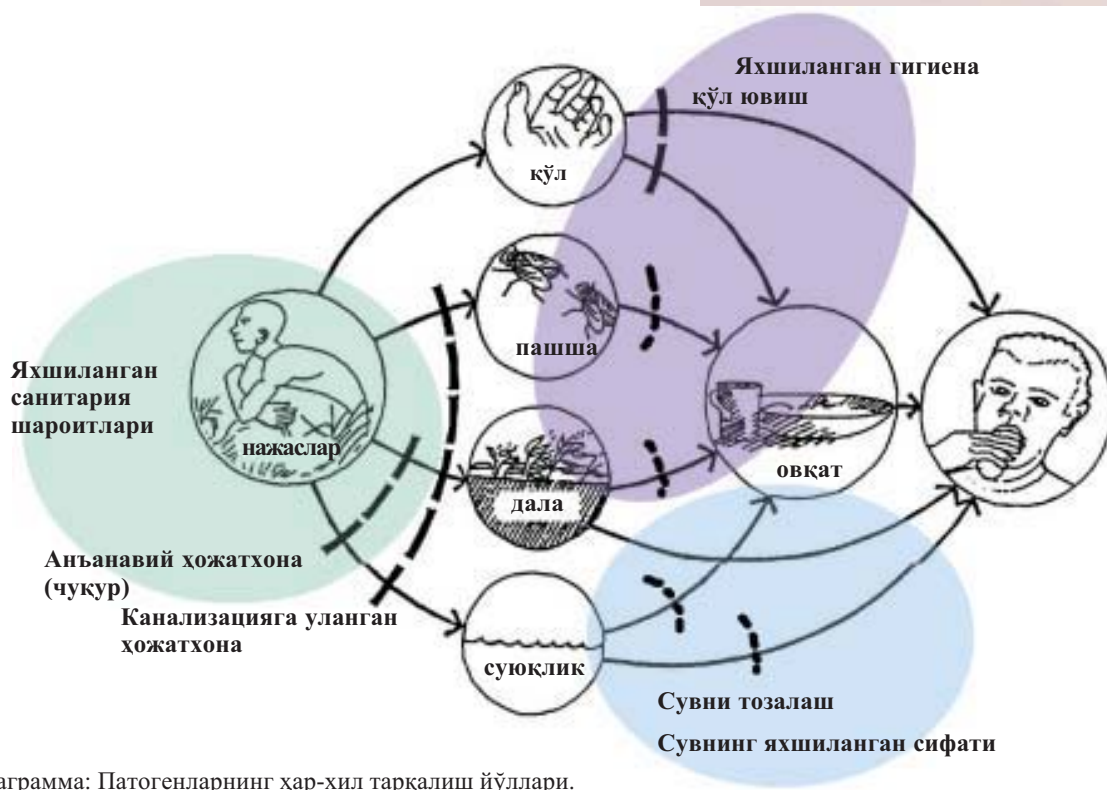 Яхшиланган гигиена
қўл ювиш
қўл
пашша
Яхшиланган
санитария
шароитлари
нажаслар
овқат
дала
Анъанавий ҳожатхона
(чуқур)
Канализацияга уланган
ҳожатхона
суюқлик
Сувни тозалаш
Сувнинг яхшиланган сифати
аграмма: Патогенларнинг ҳар-хил тарқалиш йўллари.